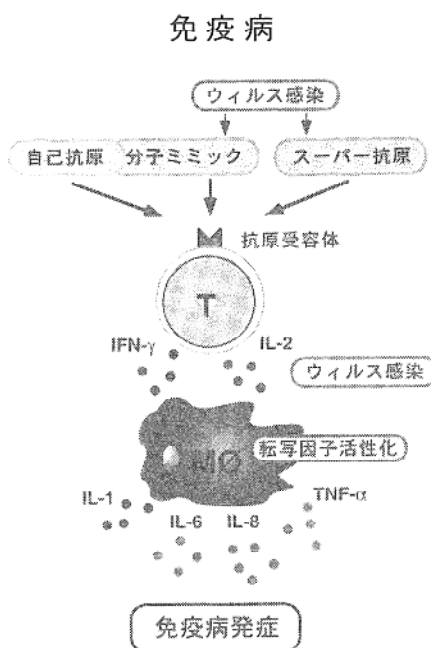 免疫病
ウィルス感染
自己抗原 分子ミミック スーパー抗原
抗原受容体
T
IFN-γ IL-2
ウィルス感染
MØ 転写因子活性化
IL-1 IL-6 IL-8 TNF-α
免疫病発症